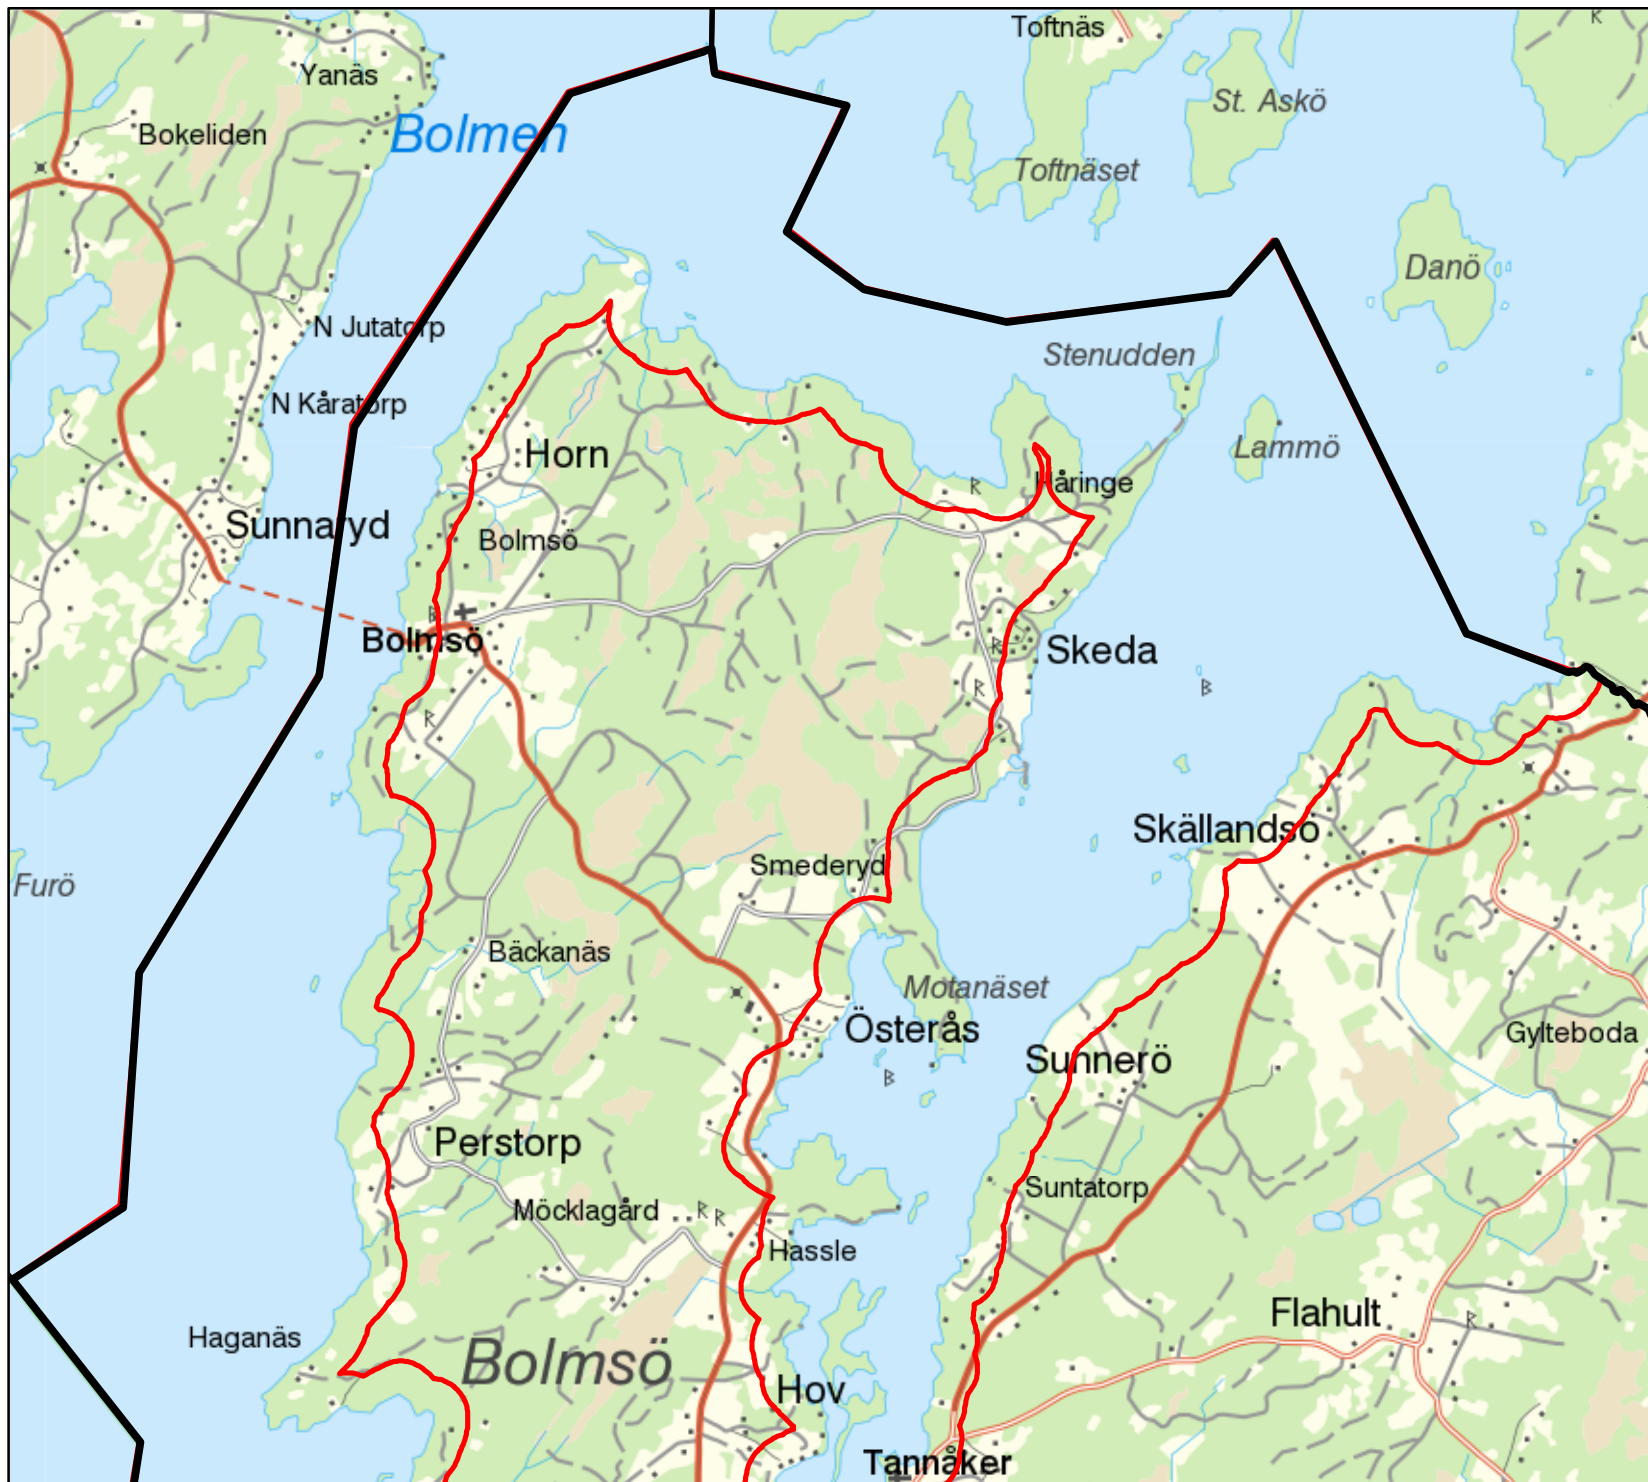 Toftnäs
R
Yanäs
St. Askö
Bokeliden
Bolmen
Toftnäset
Danö
N Jutatorp
Stenudden
N Kåratorp
Lammö
Horn
Håringe
R
Sunnaryd
Bolmsö
R
Bolmsö
R
Skeda
R
R
R
Skällandsö
Smederyd
Furö
Bäckanäs
Motanäset
Österås
Gylteboda
Sunnerö
R
Perstorp
Suntatorp
Möcklagård
R
R
Hassle
Flahult
R
Haganäs
Bolmsö
Hov
Tannåker